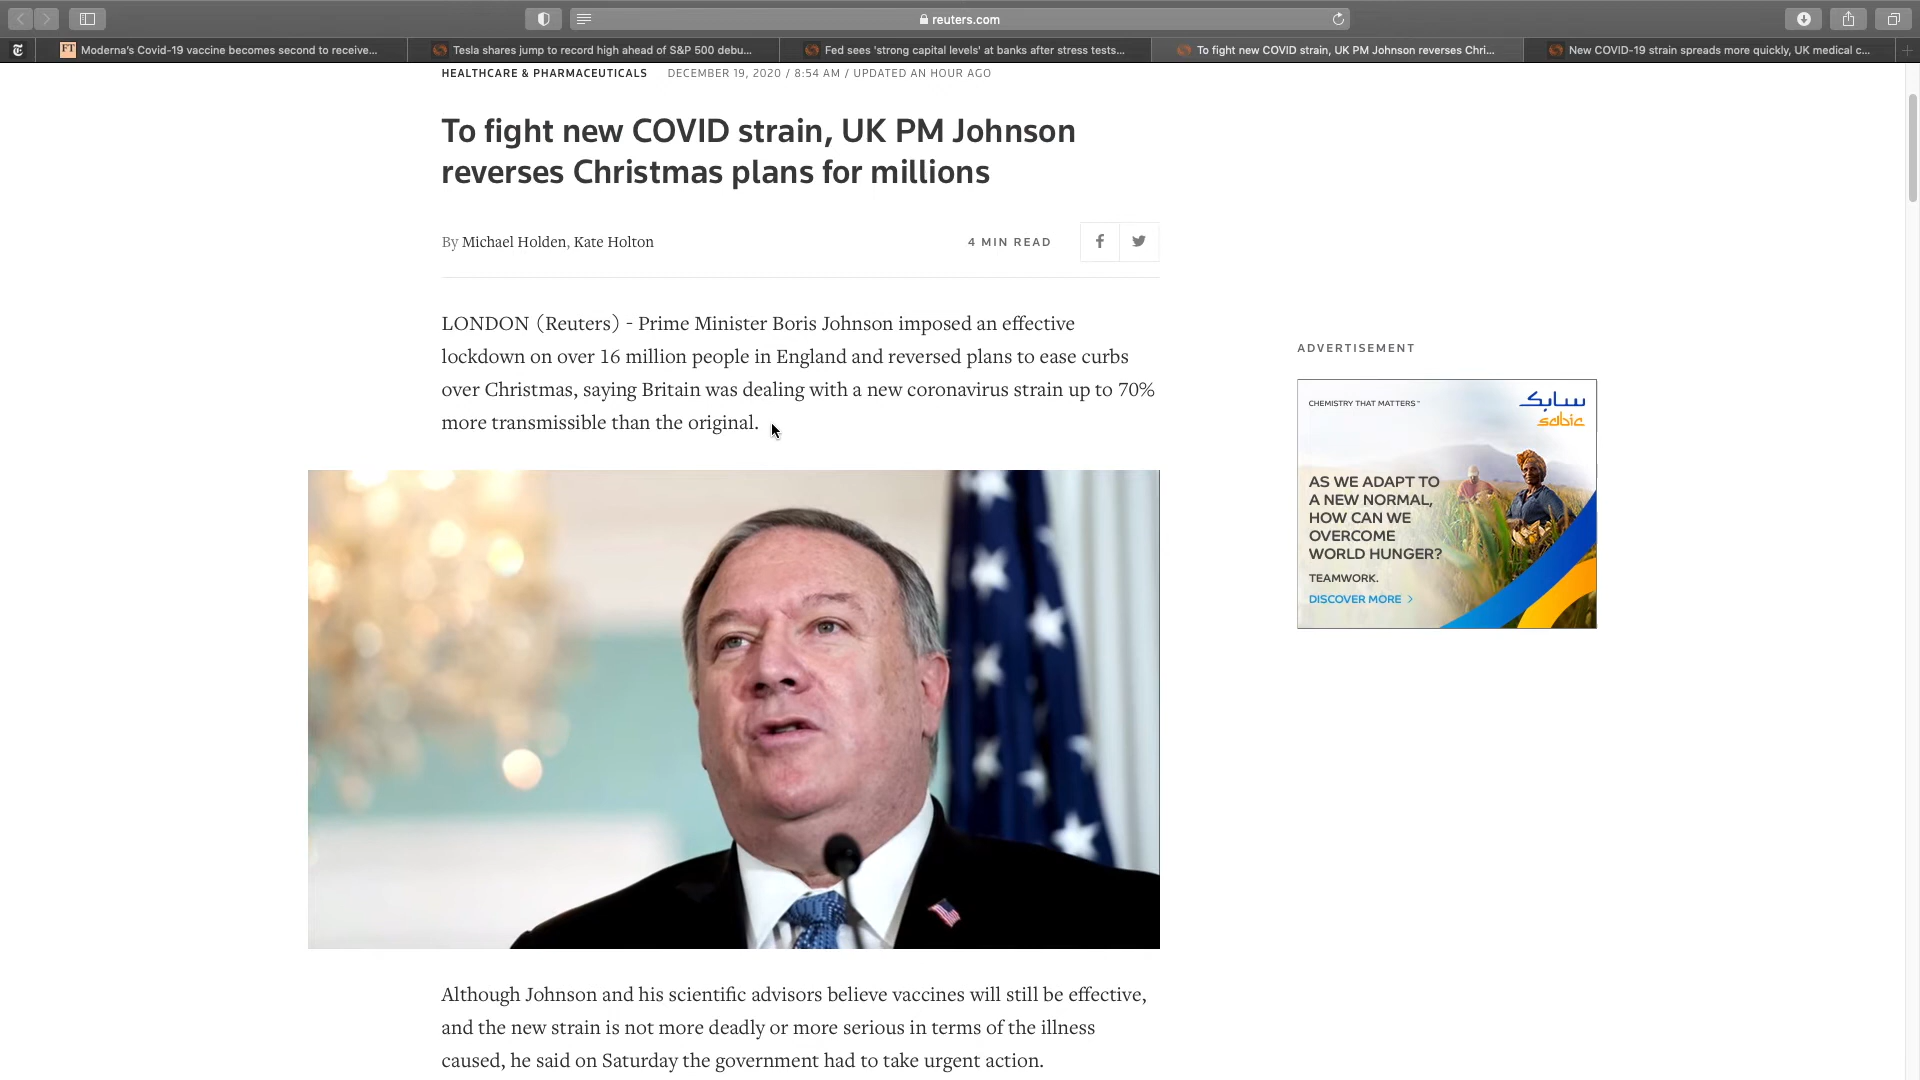 reuters.com
Moderna's Covid-19 vaccine becomes second to receive...
Tesla shares jump to record high ahead of S&P 500 debu...
Fed sees 'strong capital levels' at banks after stress tests...
To fight new COVID strain, UK PM Johnson reverses Chri...
New COVID-19 strain spreads more quickly, UK medical c...
HEALTHCARE & PHARMACEUTICALS DECEMBER 19, 2020 / 8:54 AM / UPDATED AN HOUR AGO
To fight new COVID strain, UK PM Johnson
reverses Christmas plans for millions
By Michael Holden, Kate Holton
4 MIN READ
LONDON (Reuters) - Prime Minister Boris Johnson imposed an effective
lockdown on over 16 million people in England and reversed plans to ease curbs
over Christmas, saying Britain was dealing with a new coronavirus strain up to 70%
more transmissible than the original.
ADVERTISEMENT
CHEMISTRY THAT MATTERS™
سابك
sabic
AS WE ADAPT TO
A NEW NORMAL,
HOW CAN WE
OVERCOME
WORLD HUNGER?
TEAMWORK.
DISCOVER MORE >
Although Johnson and his scientific advisors believe vaccines will still be effective,
and the new strain is not more deadly or more serious in terms of the illness
caused, he said on Saturday the government had to take urgent action.